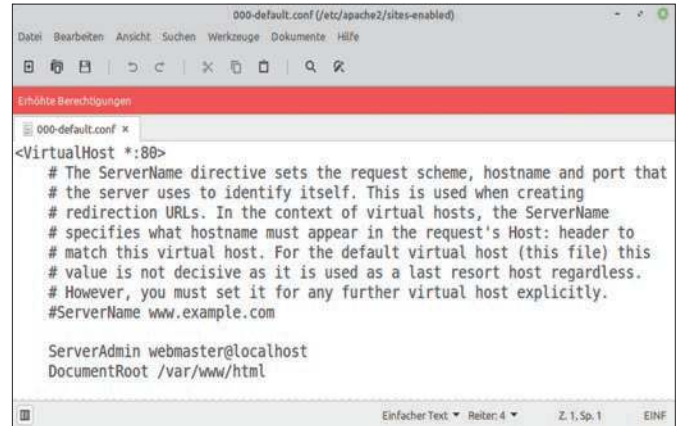 000-default.conf (/etc/apache2/sites-enabled)
Datei Bearbeiten Ansicht Suchen Werkzeuge Dokumente Hilfe
Erhöhte Berechtigungen
000-default.conf ×
<VirtualHost *:80>
# The ServerName directive sets the request scheme, hostname and port that
# the server uses to identify itself. This is used when creating
# redirection URLs. In the context of virtual hosts, the ServerName
# specifies what hostname must appear in the request's Host: header to
# match this virtual host. For the default virtual host (this file) this
# value is not decisive as it is used as a last resort host regardless.
# However, you must set it for any further virtual host explicitly.
#ServerName www.example.com
ServerAdmin webmaster@localhost
DocumentRoot /var/www/html
Einfacher Text Reiter: 4 Z. 1, Sp. 1 EINF